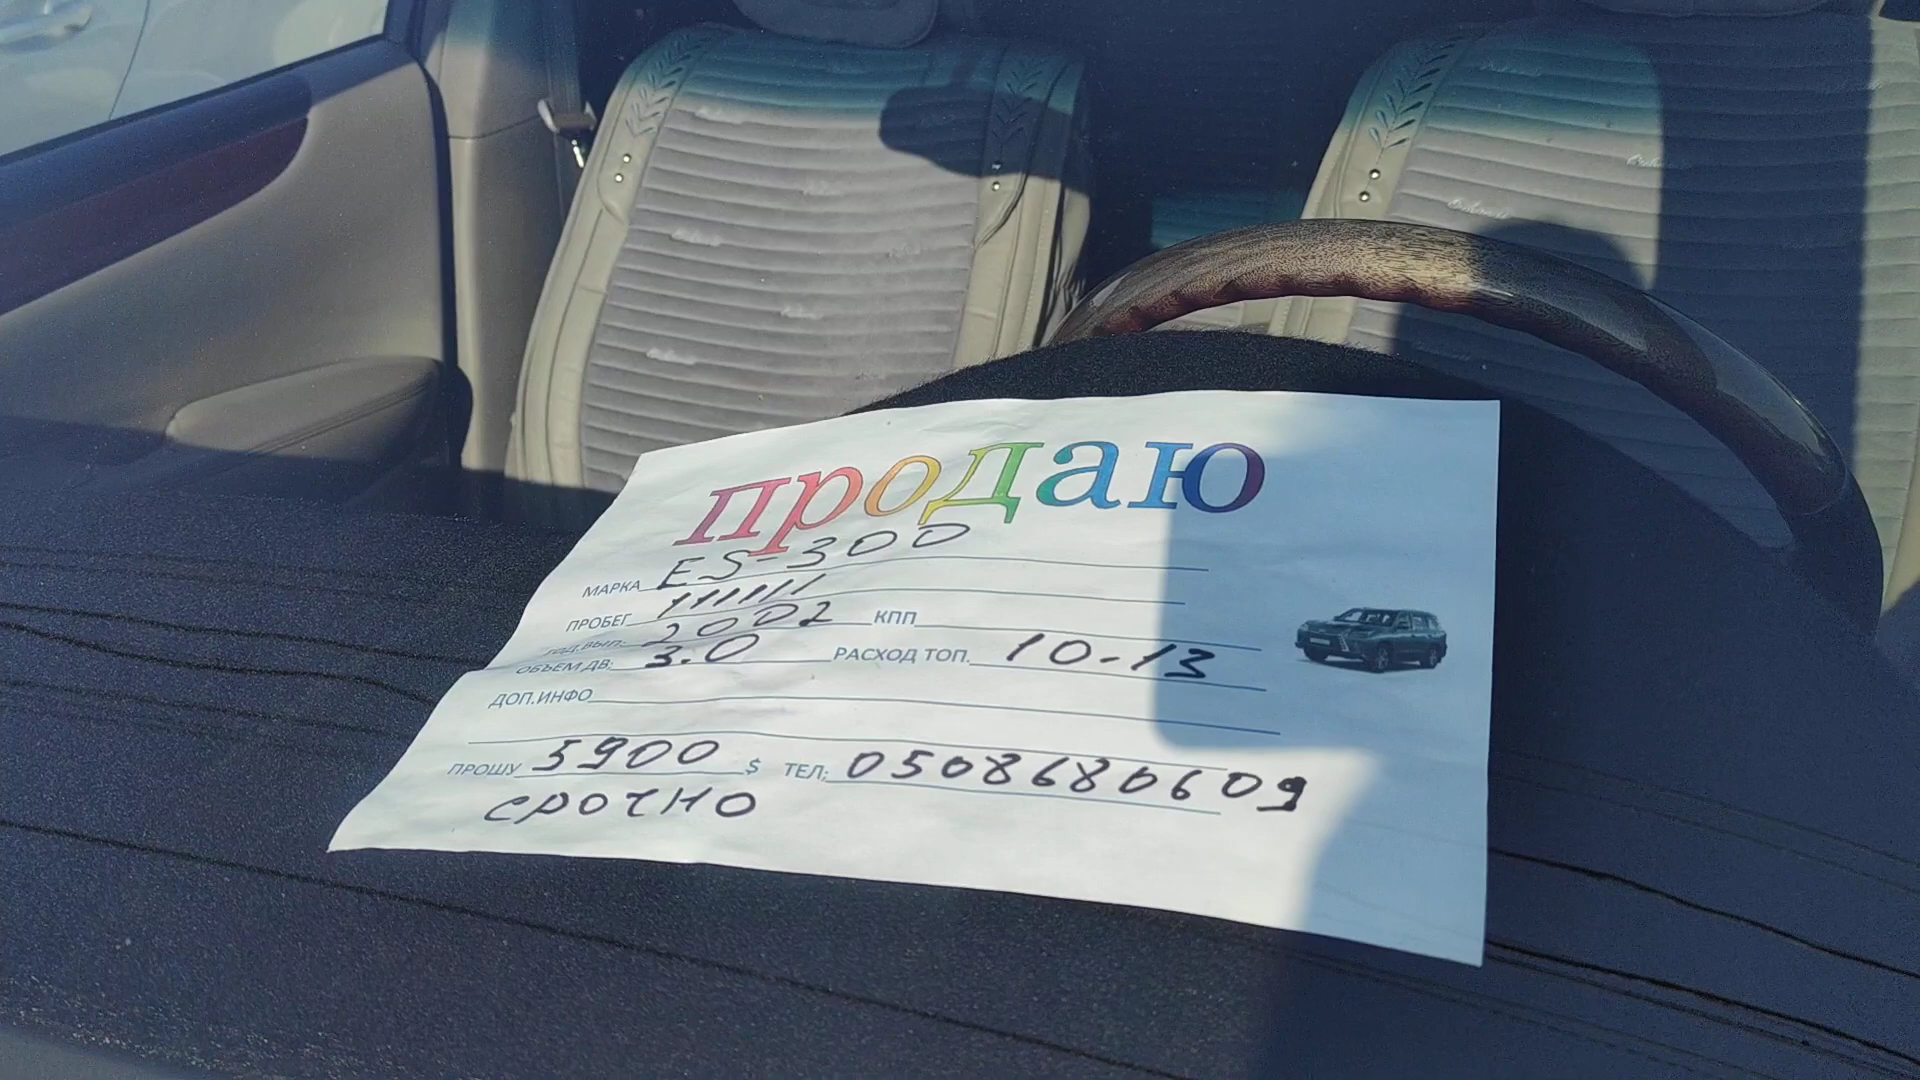 продаю
МАРКА ES-300
ПРОБЕГ
год.вып. 2002 КПП
ОБЪЕМ ДВ: 3.0 РАСХОД ТОП. 10-13
ДОП.ИНФО
ПРОШУ 5900 $ ТЕЛ: 0508680609
срочно